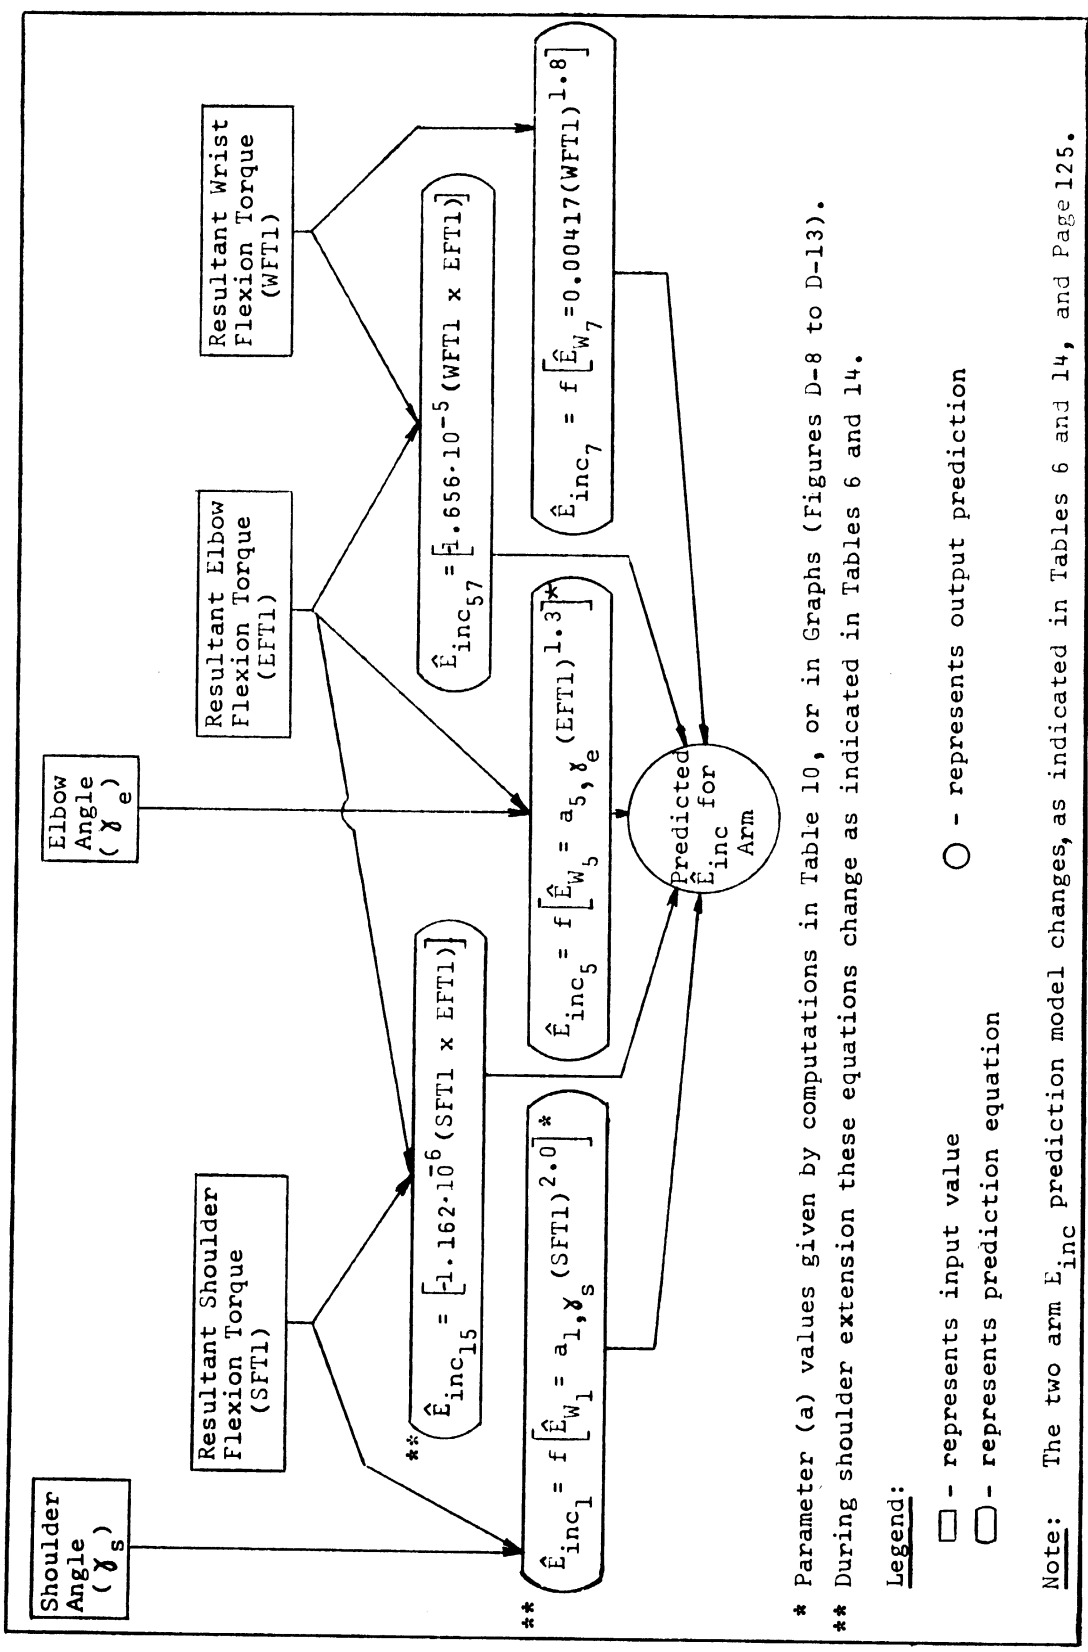 Shoulder
Angle
(γₛ)
Resultant Shoulder
Flexion Torque
(SFT1)
Elbow
Angle
(γₑ)
Resultant Elbow
Flexion Torque
(EFT1)
Resultant Wrist
Flexion Torque
(WFT1)
** Ê_inc₁₅ = [-1.162·10⁻⁶ (SFT1 x EFT1)]
Ê_inc₅₇ = [-1.656·10⁻⁵ (WFT1 x EFT1)]
** Ê_inc₁ = f[Ê_W₁ = a₁,γₛ (SFT1)^2.0]*
Ê_inc₅ = f[Ê_W₅ = a₅,γₑ (EFT1)^1.3]*
Ê_inc₇ = f[Ê_W₇ =0.00417(WFT1)^1.8]
Predicted
Ê_inc for
Arm
* Parameter (a) values given by computations in Table 10, or in Graphs (Figures D-8 to D-13).
** During shoulder extension these equations change as indicated in Tables 6 and 14.
Legend:
- represents input value
- represents output prediction
- represents prediction equation
Note: The two arm E_inc prediction model changes, as indicated in Tables 6 and 14, and Page 125.